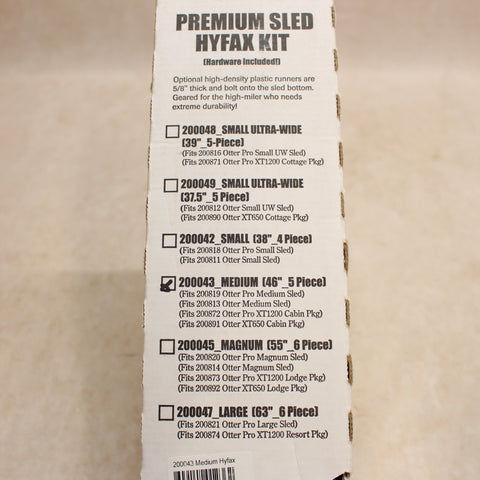 PREMIUM SLED
HYFAX KIT
(Hardware Included!)
Optional high-density plastic runners are
5/8" thick and bolt onto the sled bottom.
Geared for the high-miler who needs
extreme durability!
200048_SMALL ULTRA-WIDE
(39"_5-Piece)
(Fits 200816 Otter Pro Small UW Sled)
(Fits 200871 Otter Pro XT1200 Cottage Pkg)
200049_SMALL ULTRA-WIDE
(37.5"_5 Piece)
(Fits 200812 Otter Small UW Sled)
(Fits 200890 Otter XT650 Cottage Pkg)
200042_SMALL (38"_4 Piece)
(Fits 200818 Otter Pro Small Sled)
(Fits 200811 Otter Small Sled)
200043_MEDIUM (46"_5 Piece)
(Fits 200819 Otter Pro Medium Sled)
(Fits 200813 Otter Medium Sled)
(Fits 200872 Otter Pro XT1200 Cabin Pkg)
(Fits 200891 Otter XT650 Cabin Pkg)
200045_MAGNUM (55"_6 Piece)
(Fits 200820 Otter Pro Magnum Sled)
(Fits 200814 Otter Magnum Sled)
(Fits 200873 Otter Pro XT1200 Lodge Pkg)
(Fits 200892 Otter XT650 Lodge Pkg)
200047_LARGE (63"_6 Piece)
(Fits 200821 Otter Pro Large Sled)
(Fits 200874 Otter Pro XT1200 Resort Pkg)
200043 Medium Hyfax